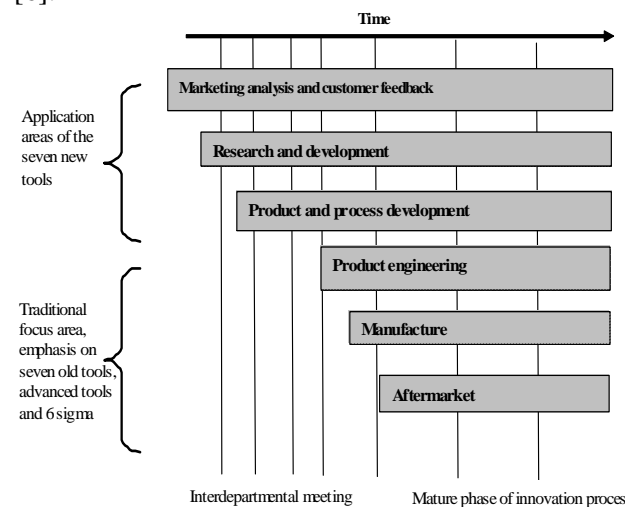 Time
Marketing analysis and customer feedback
Application
areas of the
seven new
tools
Research and development
Product and process development
Product engineering
Traditional
focus area,
emphasis on
seven old tools,
advanced tools
and 6 sigma
Manufacture
Aftermarket
Interdepartmental meeting
Mature phase of innovation proces